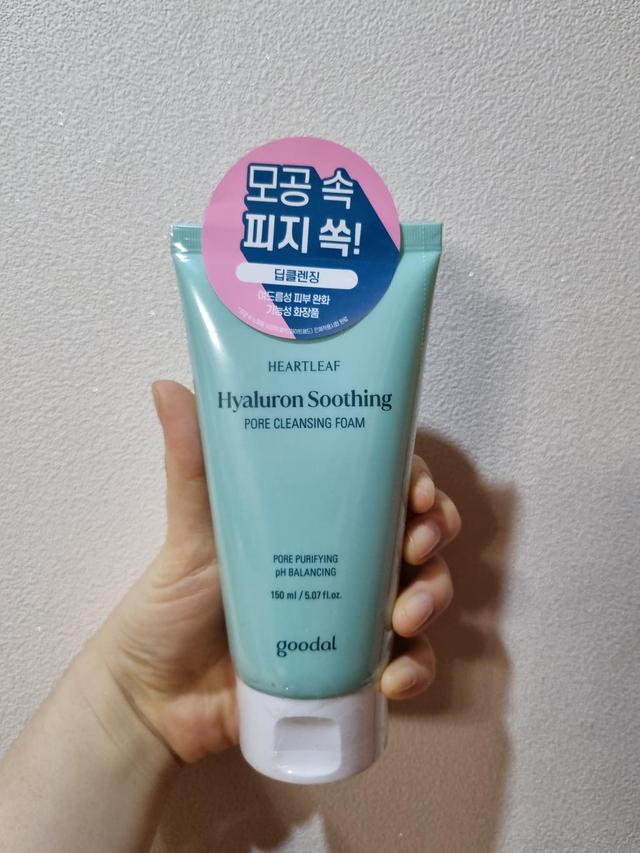 모공 속
피지 쏙!
딥클렌징
여드름성 피부 완화
기능성 화장품
HEARTLEAF
Hyaluron Soothing
PORE CLEANSING FOAM
PORE PURIFYING
pH BALANCING
150 ml / 5.07 fl.oz.
goodal